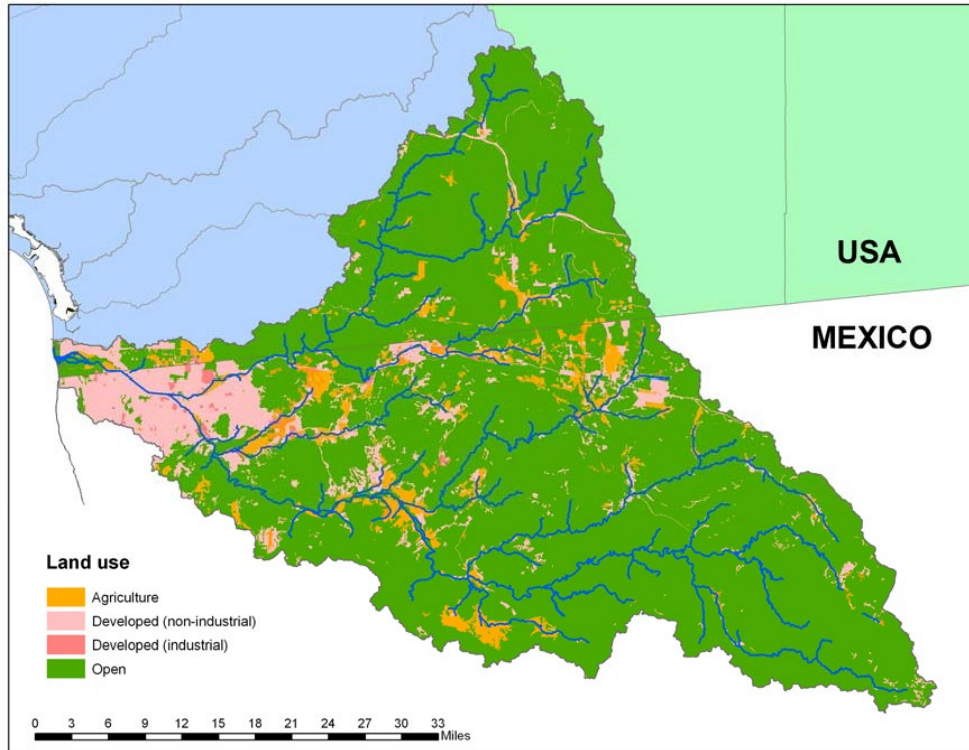 USA
MEXICO
Land use
Agriculture
Developed (non-industrial)
Developed (industrial)
Open
0 3 6 9 12 15 18 21 24 27 30 33
Miles